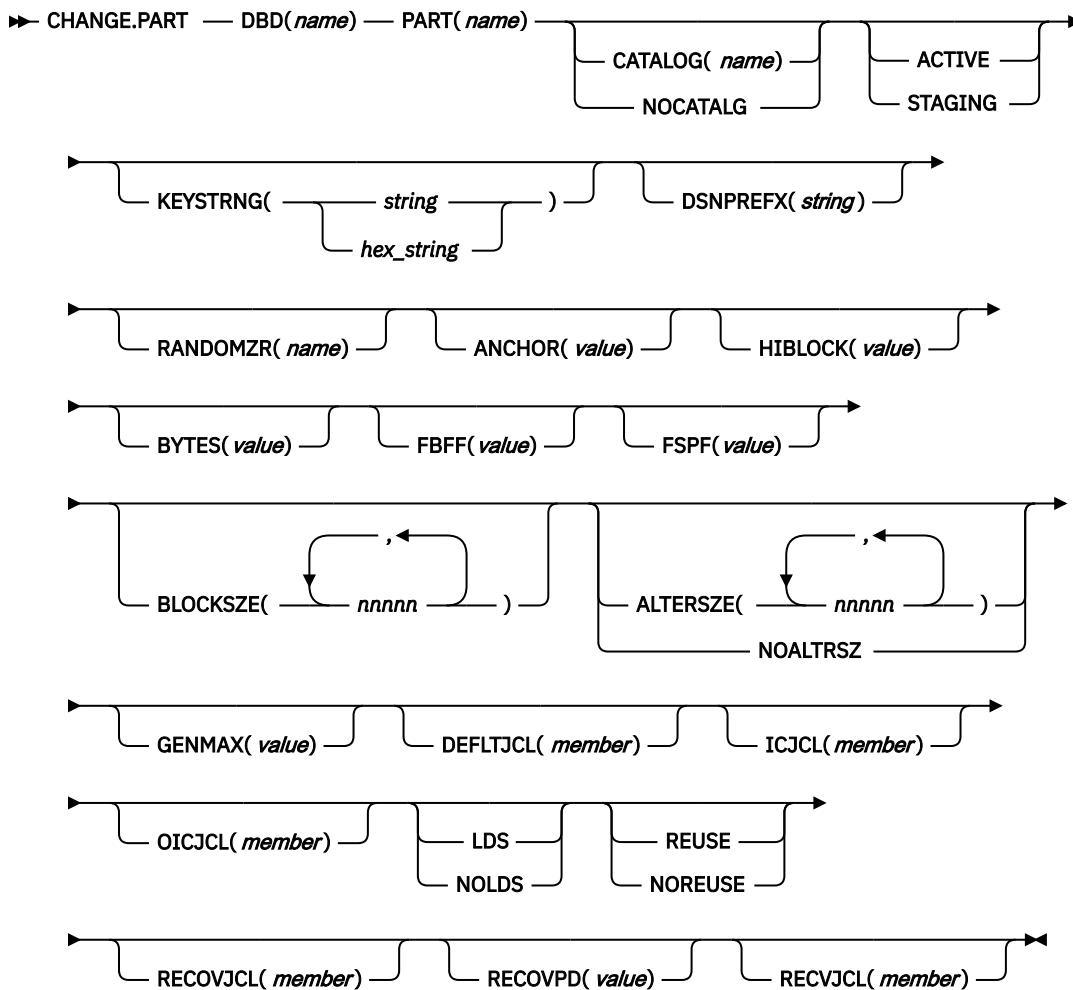 CHANGE.PART DBD(name) PART(name)
CATALOG( name) ACTIVE
NOCATALG STAGING
KEYSTRNG( string ) DSNPREFX(string)
hex_string
RANDOMZR( name) ANCHOR( value) HIBLOCK( value)
BYTES(value) FBFF(value) FSPF(value)
, ,
BLOCKSZE( nnnnn ) ALTERSZE( nnnnn )
NOALTRSZ
GENMAX(value) DEFLTJCL( member) ICJCL(member)
OICJCL(member) LDS REUSE
NOLDS NOREUSE
RECOVJCL(member) RECOVPD( value) RECVJCL( member)